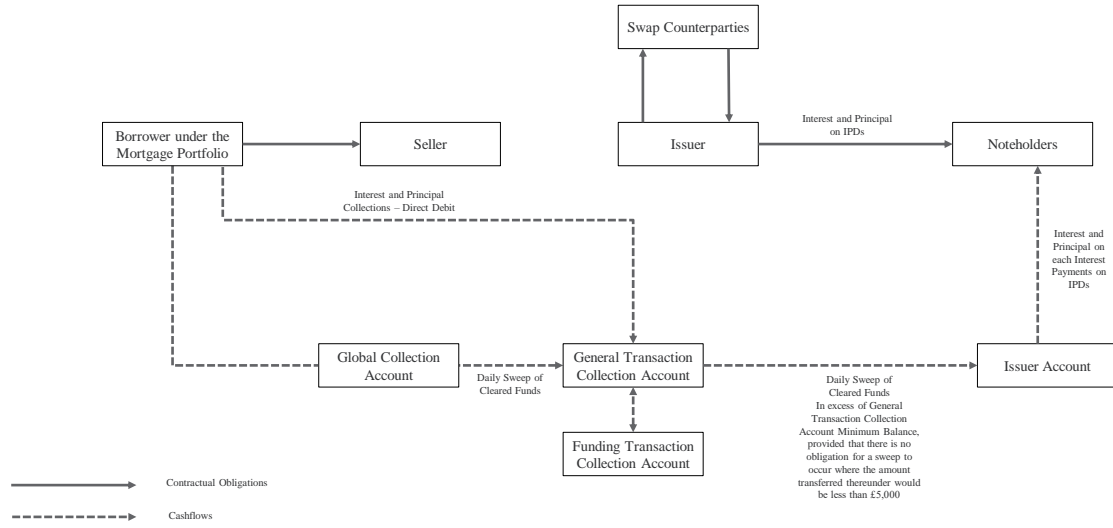 Swap Counterparties
Borrower under the
Mortgage Portfolio
Seller
Issuer
Interest and Principal
on IPDs
Noteholders
Interest and Principal
Collections – Direct Debit
Interest and
Principal on
each Interest
Payments on
IPDs
Global Collection
Account
Daily Sweep of
Cleared Funds
General Transaction
Collection Account
Daily Sweep of
Cleared Funds
In excess of General
Transaction Collection
Account Minimum Balance,
provided that there is no
obligation for a sweep to
occur where the amount
transferred thereunder would
be less than £5,000
Issuer Account
Funding Transaction
Collection Account
Contractual Obligations
Cashflows